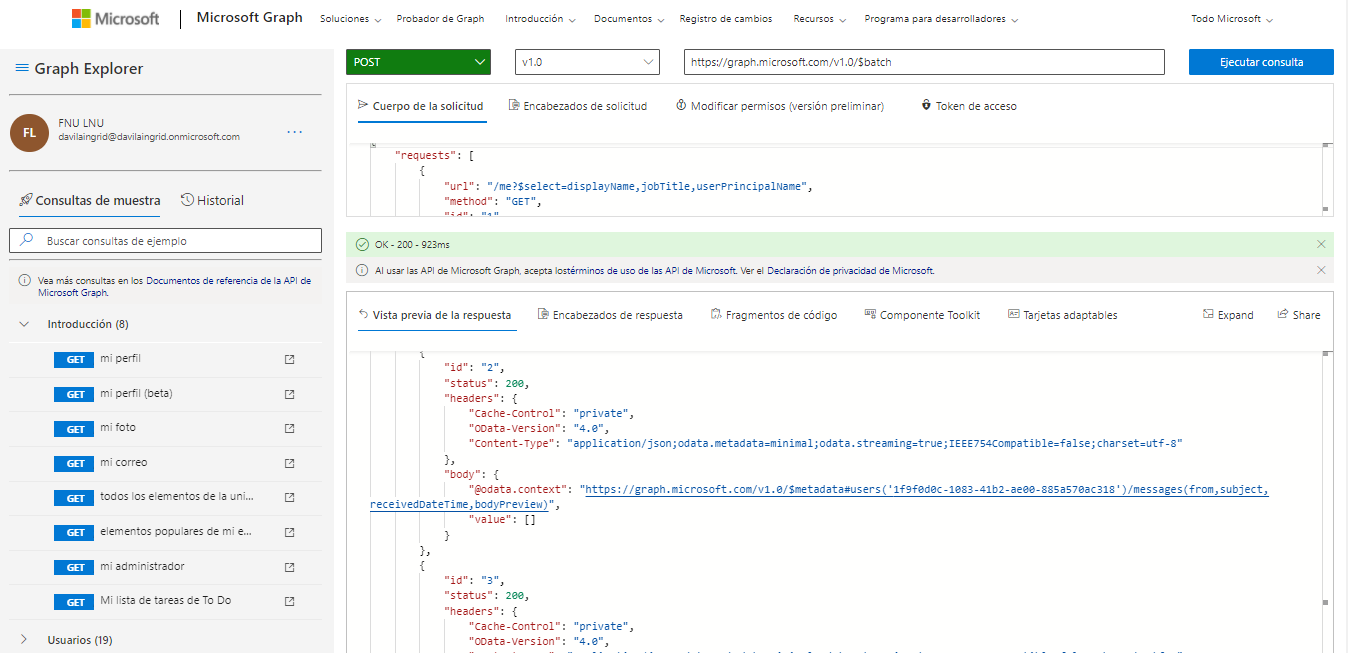 Microsoft | Microsoft Graph Soluciones Probador de Graph Introducción Documentos Registro de cambios Recursos Programa para desarrolladores Todo Microsoft
Graph Explorer
FL
FNU LNU
davilaingrid@davilaingrid.onmicrosoft.com
...
Consultas de muestra Historial
Buscar consultas de ejemplo
Vea más consultas en los Documentos de referencia de la API de
Microsoft Graph.
Introducción (8)
GET mi perfil
GET mi perfil (beta)
GET mi foto
GET mi correo
GET todos los elementos de la uni...
GET elementos populares de mi e...
GET mi administrador
GET Mi lista de tareas de To Do
Usuarios (19)
POST v1.0 https://graph.microsoft.com/v1.0/$batch Ejecutar consulta
Cuerpo de la solicitud Encabezados de solicitud Modificar permisos (versión preliminar) Token de acceso
"requests": [
{
"url": "/me?$select=displayName,jobTitle,userPrincipalName",
"method": "GET",
"id": "1"
OK - 200 - 923ms
Al usar las API de Microsoft Graph, acepta lostérminos de uso de las API de Microsoft. Ver el Declaración de privacidad de Microsoft.
Vista previa de la respuesta Encabezados de respuesta Fragmentos de código Componente Toolkit Tarjetas adaptables Expand Share
{
"id": "2",
"status": 200,
"headers": {
"Cache-Control": "private",
"OData-Version": "4.0",
"Content-Type": "application/json;odata.metadata=minimal;odata.streaming=true;IEEE754Compatible=false;charset=utf-8"
},
"body": {
"@odata.context": "https://graph.microsoft.com/v1.0/$metadata#users('1f9f0d0c-1083-41b2-ae00-885a570ac318')/messages(from,subject,
receivedDateTime,bodyPreview)",
"value": []
}
},
{
"id": "3",
"status": 200,
"headers": {
"Cache-Control": "private",
"OData-Version": "4.0",